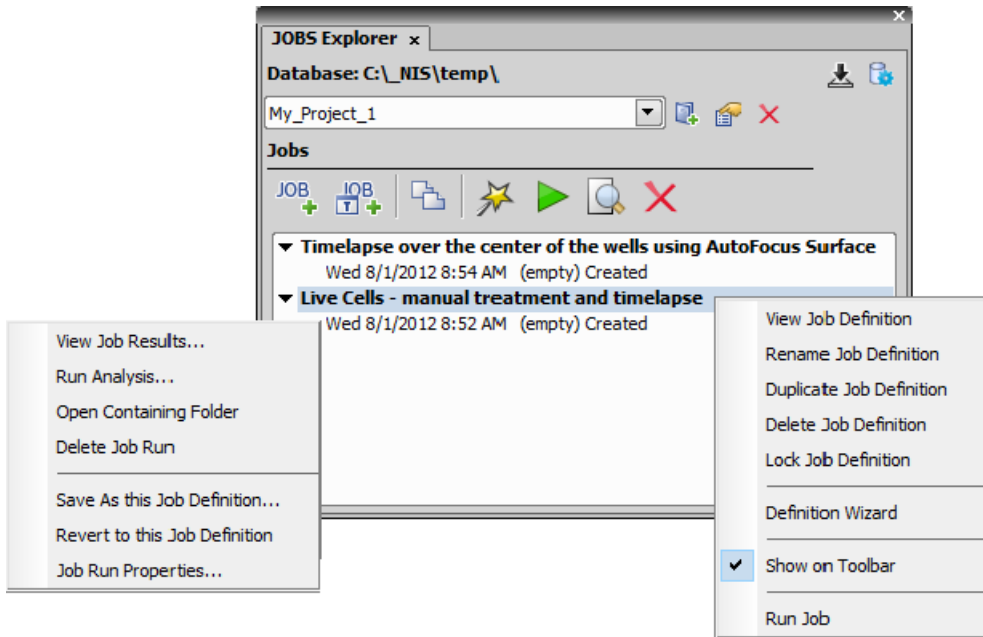 JOBS Explorer x
Database: C:\_NIS\temp\
My_Project_1
Jobs
JOB
JOB
T
Timelapse over the center of the wells using AutoFocus Surface
Wed 8/1/2012 8:54 AM (empty) Created
Live Cells - manual treatment and timelapse
Wed 8/1/2012 8:52 AM (empty) Created
View Job Results...
Run Analysis...
Open Containing Folder
Delete Job Run
Save As this Job Definition...
Revert to this Job Definition
Job Run Properties...
View Job Definition
Rename Job Definition
Duplicate Job Definition
Delete Job Definition
Lock Job Definition
Definition Wizard
Show on Toolbar
Run Job